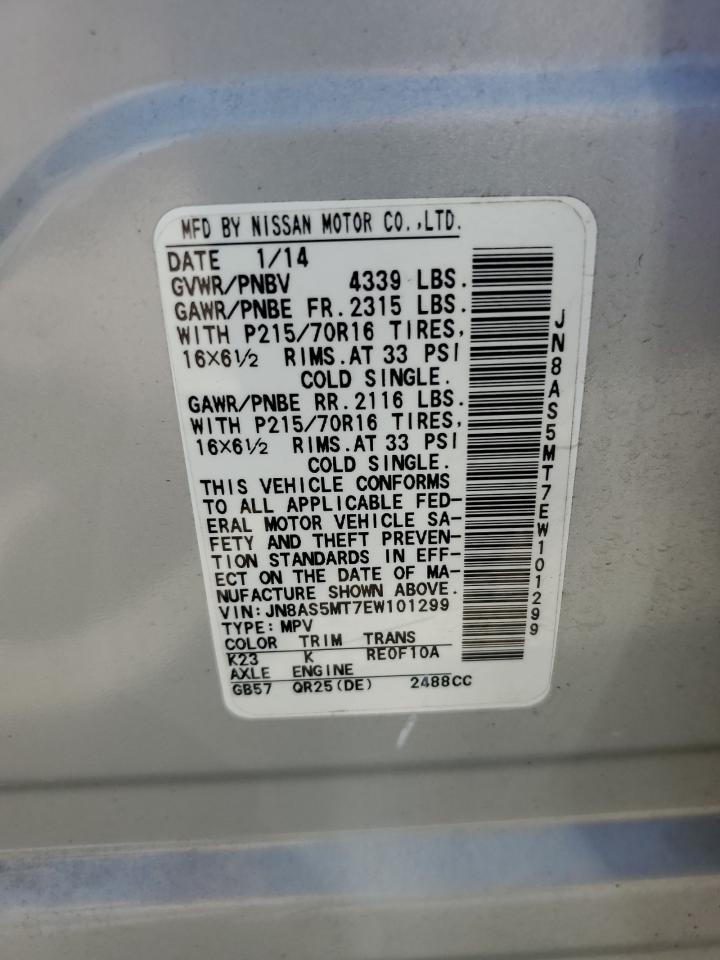 MFD BY NISSAN MOTOR CO.,LTD.
DATE 1/14
GVWR/PNBV 4339 LBS.
GAWR/PNBE FR.2315 LBS.
WITH P215/70R16 TIRES,
16×6½ RIMS.AT 33 PSI
COLD SINGLE.
GAWR/PNBE RR.2116 LBS.
WITH P215/70R16 TIRES,
16×6½ RIMS.AT 33 PSI
COLD SINGLE.
THIS VEHICLE CONFORMS
TO ALL APPLICABLE FED-
ERAL MOTOR VEHICLE SA-
FETY AND THEFT PREVEN-
TION STANDARDS IN EFF-
ECT ON THE DATE OF MA-
NUFACTURE SHOWN ABOVE.
VIN:JN8AS5MT7EW101299
TYPE:MPV
COLOR TRIM TRANS
K23 K RE0F10A
AXLE ENGINE
GB57 QR25(DE) 2488CC
JN8AS5MT7EW101299